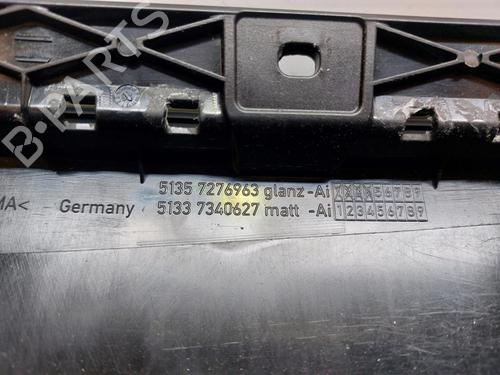 B-PARTS
5135 7276963 glanz -Ai
MA< Germany 5133 7340627 matt -Ai 123456789